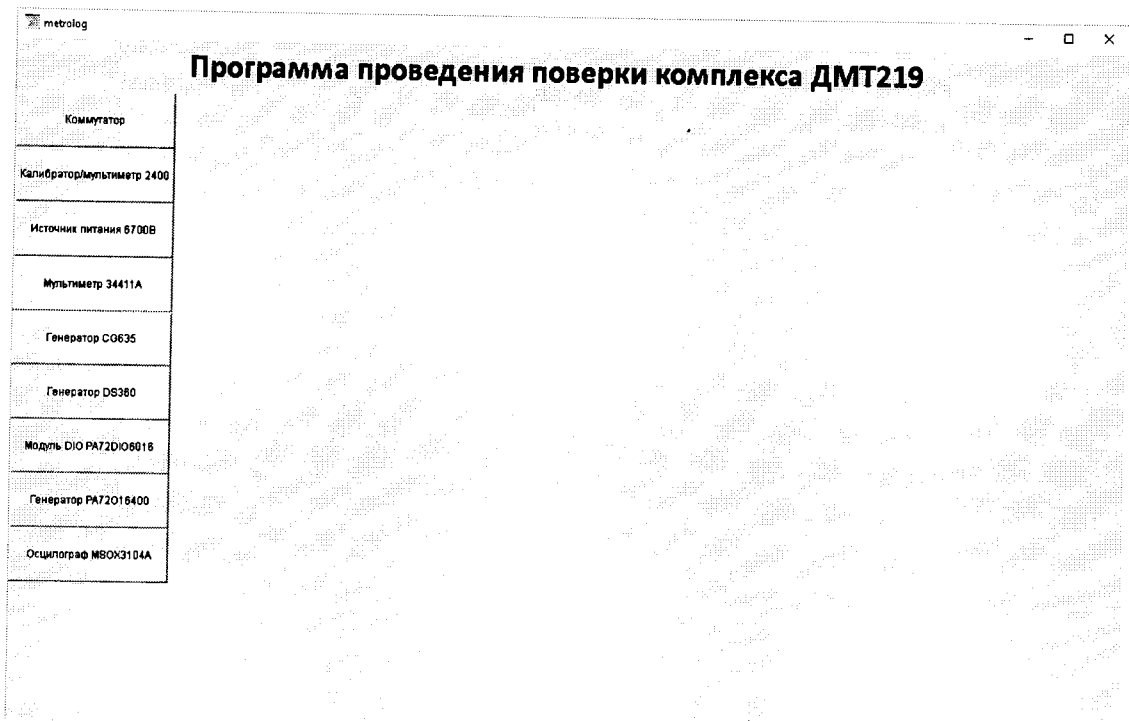 metrolog
Программа проведения поверки комплекса ДМТ219
Коммутатор
Калибратор/мультиметр 2400
Источник питания 6700В
Мультиметр 34411А
Генератор CG635
Генератор DS360
Модуль DIO PA72DIO6016
Генератор PA72O16400
Осцилограф MSOX3104A